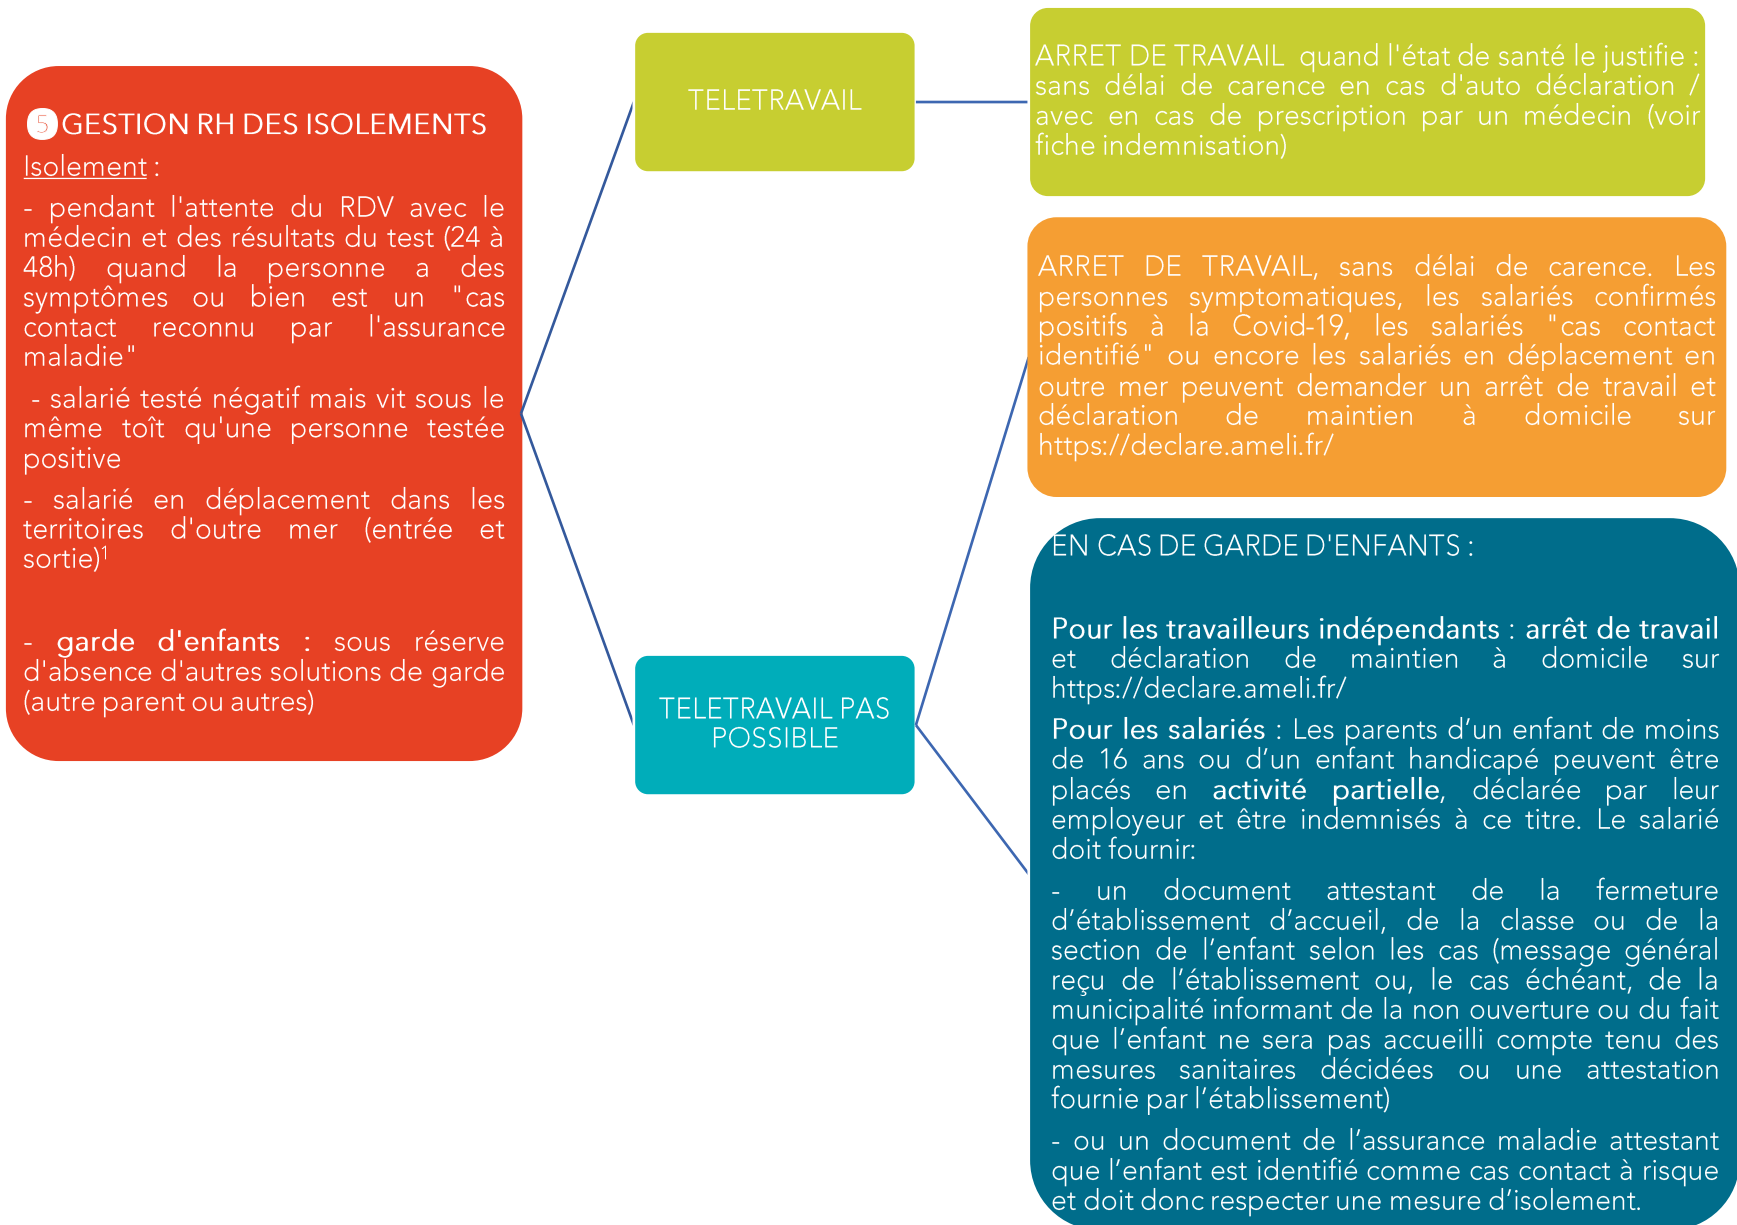 5 GESTION RH DES ISOLEMENTS
Isolement :
- pendant l'attente du RDV avec le
médecin et des résultats du test (24 à
48h) quand la personne a des
symptômes ou bien est un "cas
contact reconnu par l'assurance
maladie"
- salarié testé négatif mais vit sous le
même toît qu'une personne testée
positive
- salarié en déplacement dans les
territoires d'outre mer (entrée et
sortie)¹
- garde d'enfants : sous réserve
d'absence d'autres solutions de garde
(autre parent ou autres)
TELETRAVAIL
ARRET DE TRAVAIL quand l'état de santé le justifie :
sans délai de carence en cas d'auto déclaration /
avec en cas de prescription par un médecin (voir
fiche indemnisation)
TELETRAVAIL PAS
POSSIBLE
ARRET DE TRAVAIL, sans délai de carence. Les
personnes symptomatiques, les salariés confirmés
positifs à la Covid-19, les salariés "cas contact
identifié" ou encore les salariés en déplacement en
outre mer peuvent demander un arrêt de travail et
déclaration de maintien à domicile sur
https://declare.ameli.fr/
EN CAS DE GARDE D'ENFANTS :
Pour les travailleurs indépendants : arrêt de travail
et déclaration de maintien à domicile sur
https://declare.ameli.fr/
Pour les salariés : Les parents d’un enfant de moins
de 16 ans ou d’un enfant handicapé peuvent être
placés en activité partielle, déclarée par leur
employeur et être indemnisés à ce titre. Le salarié
doit fournir:
- un document attestant de la fermeture
d’établissement d’accueil, de la classe ou de la
section de l’enfant selon les cas (message général
reçu de l’établissement ou, le cas échéant, de la
municipalité informant de la non ouverture ou du fait
que l’enfant ne sera pas accueilli compte tenu des
mesures sanitaires décidées ou une attestation
fournie par l’établissement)
- ou un document de l’assurance maladie attestant
que l’enfant est identifié comme cas contact à risque
et doit donc respecter une mesure d’isolement.